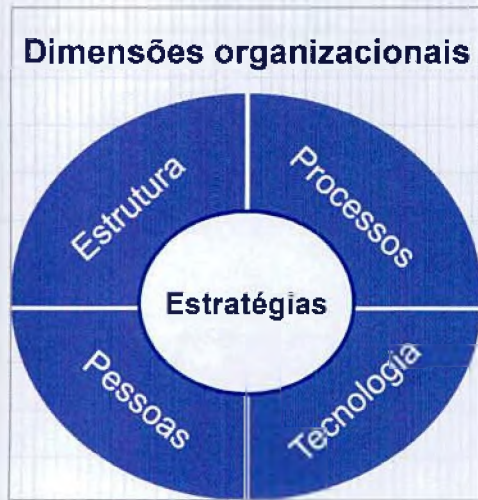 Dimensões organizacionais
Estrutura
Processos
Estratégias
Pessoas
Tecnologia